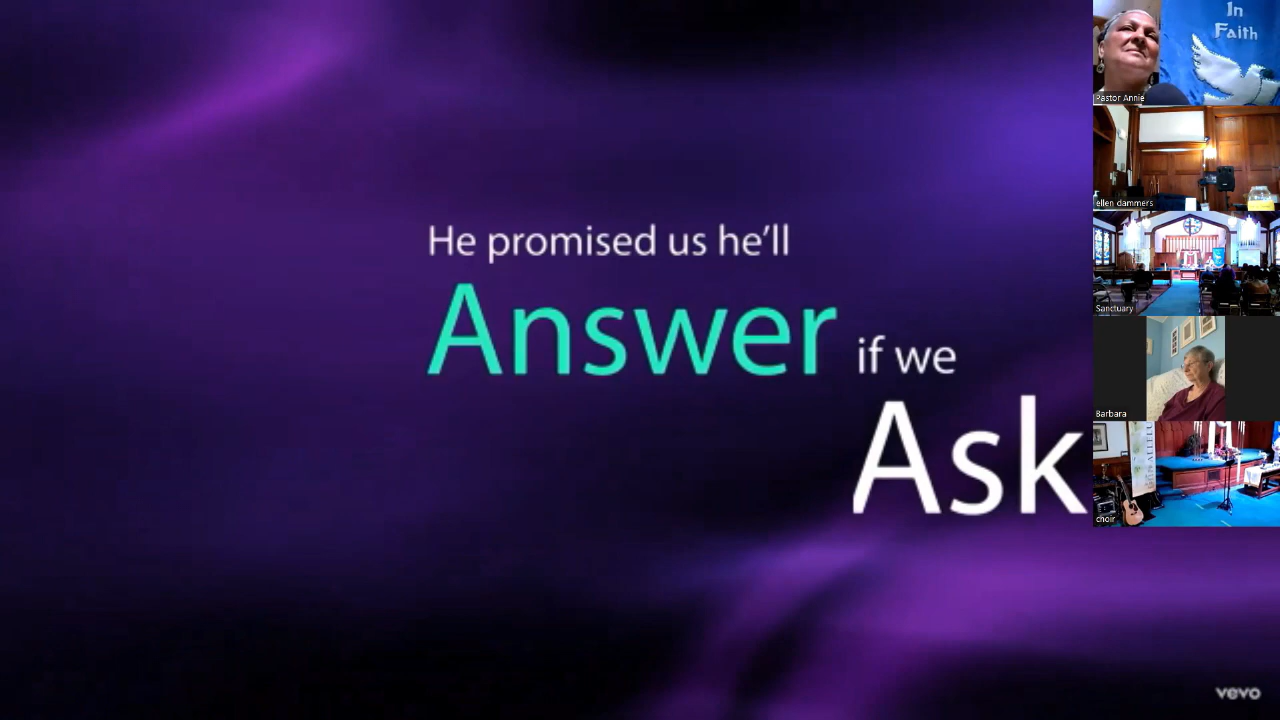 He promised us he'll
Answer if we
Ask
In
Faith
Pastor Annie
ellen dammers
Sanctuary
Barbara
choir
vevo